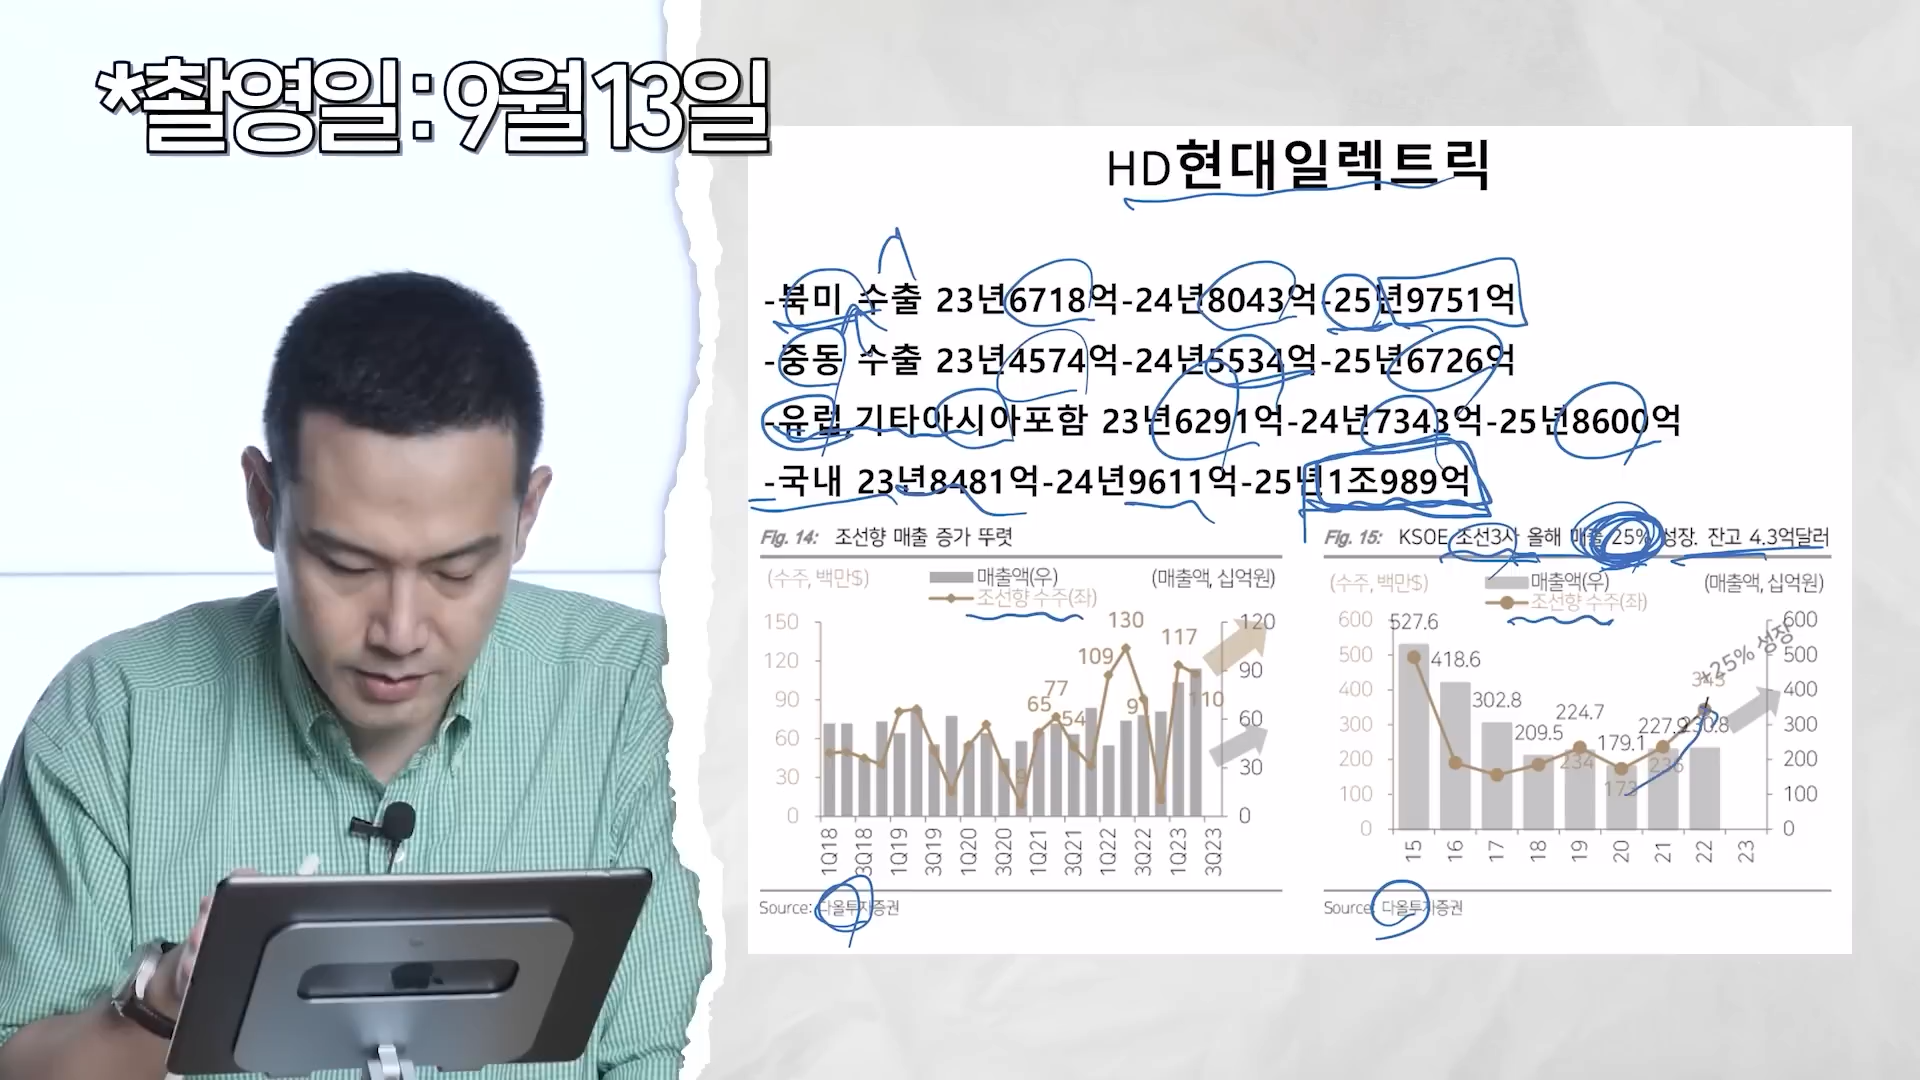 *촬영일:9월13일
HD현대일렉트릭
-북미 수출 23년6718억-24년8043억-25년9751억
-중동 수출 23년4574억-24년5534억-25년6726억
-유럽,기타아시아포함 23년6291억-24년7343억-25년8600억
-국내 23년8481억-24년9611억-25년1조989억
Fig. 14: 조선향 매출 증가 뚜렷
(수주, 백만$)
매출액(우)
조선향 수주(좌)
(매출액, 십억원)
150
120
90
60
30
0
65
77
54
9
109
130
9
117
110
120
90
60
30
0
1Q18
3Q18
1Q19
3Q19
1Q20
3Q20
1Q21
3Q21
1Q22
3Q22
1Q23
3Q23
Source: 다올투자증권
Fig. 15: KSOE 조선3사 올해 매출 25% 성장. 잔고 4.3억달러
(수주, 백만$)
매출액(우)
조선향 수주(좌)
(매출액, 십억원)
600
500
400
300
200
100
0
527.6
418.6
302.8
209.5
224.7
234
179.1
173
227.9
236
230.8
343
+25% 성장
600
500
400
300
200
100
0
15
16
17
18
19
20
21
22
23
Source: 다올투자증권